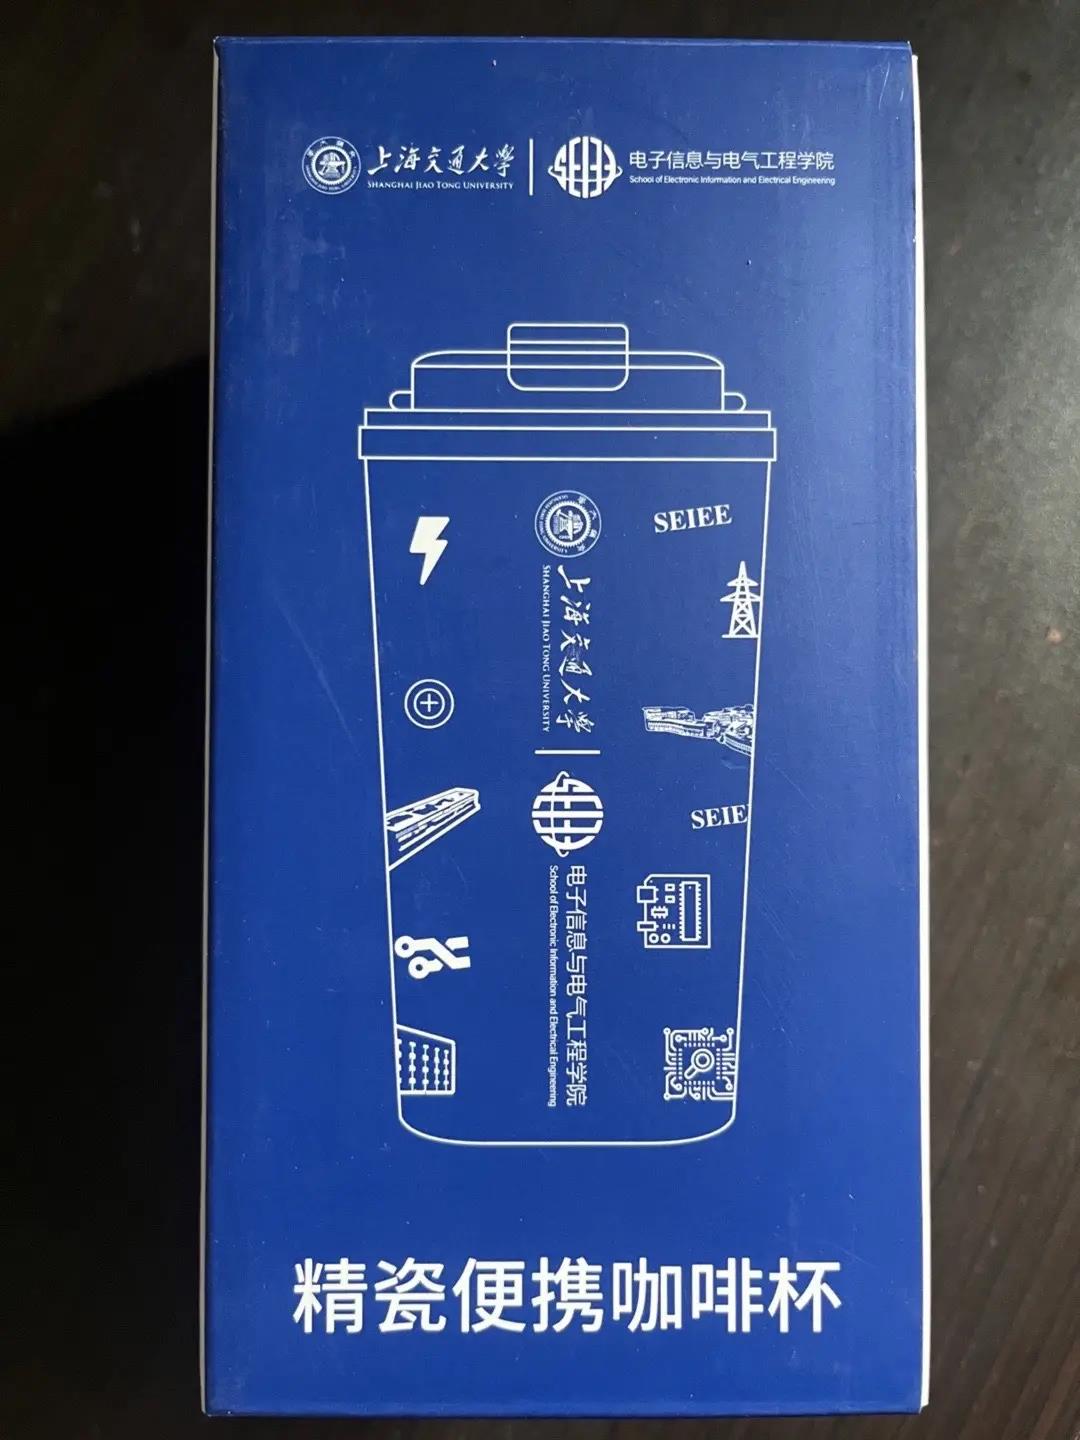 上海交通大学
SHANGHAI JIAO TONG UNIVERSITY
SEIEE
电子信息与电气工程学院
School of Electronic Information and Electrical Engineering
SEIEE
上海交通大学
SHANGHAI JIAO TONG UNIVERSITY
SEIEE
电子信息与电气工程学院
School of Electronic Information and Electrical Engineering
SEIE
精瓷便携咖啡杯